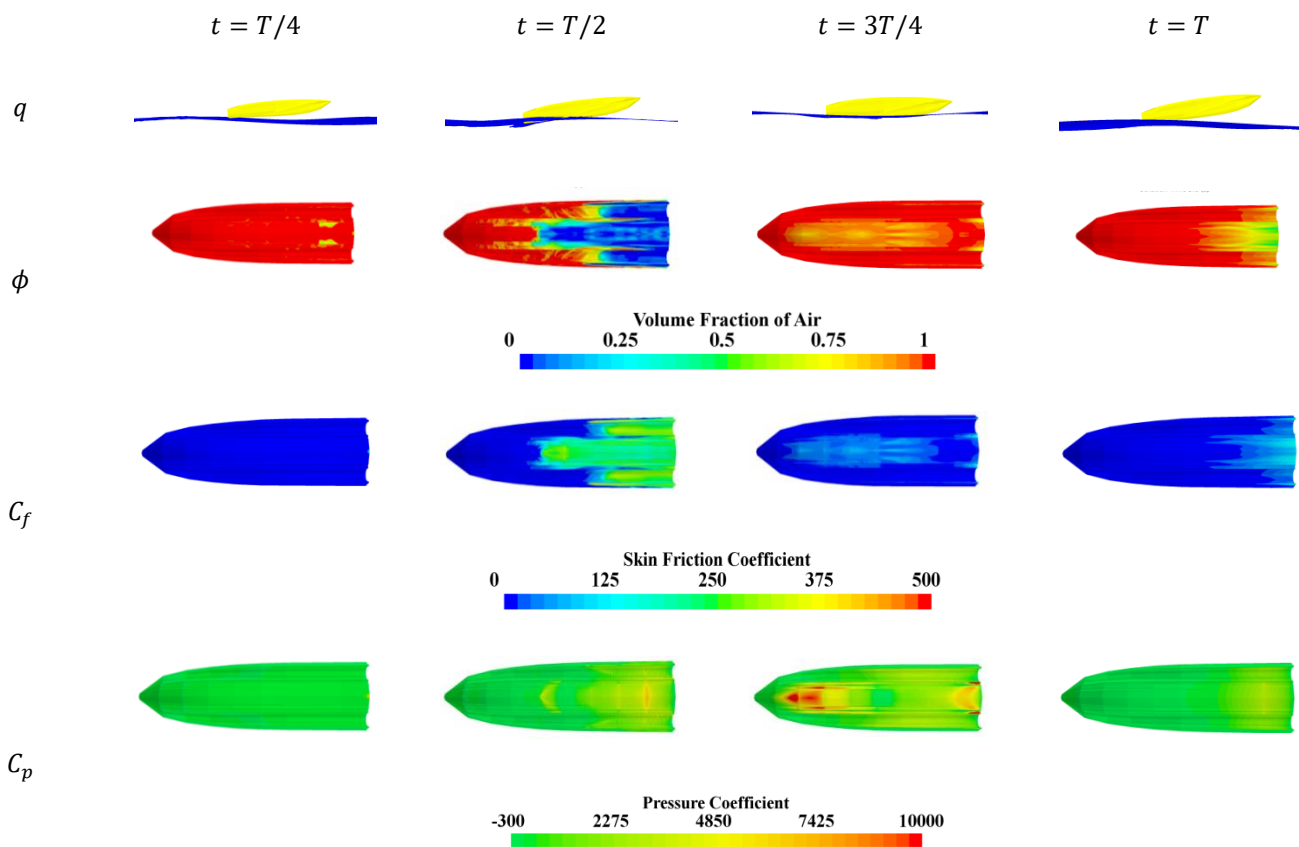 t = T/4 t = T/2 t = 3T/4 t = T
q
ϕ
Volume Fraction of Air
0 0.25 0.5 0.75 1
C_f
Skin Friction Coefficient
0 125 250 375 500
C_p
Pressure Coefficient
-300 2275 4850 7425 10000